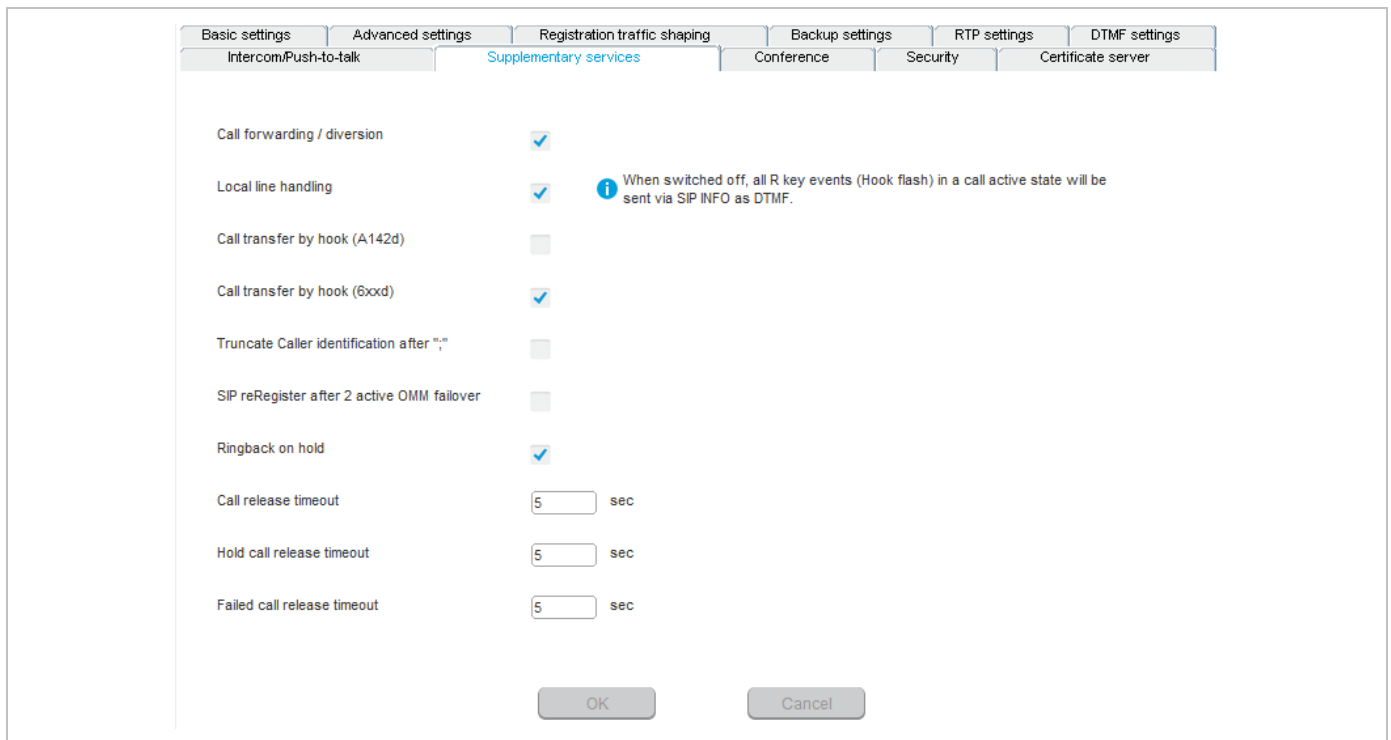 Basic settings Advanced settings Registration traffic shaping Backup settings RTP settings DTMF settings
Intercom/Push-to-talk Supplementary services Conference Security Certificate server
Call forwarding / diversion
Local line handling
When switched off, all R key events (Hook flash) in a call active state will be
sent via SIP INFO as DTMF.
Call transfer by hook (A142d)
Call transfer by hook (6xxd)
Truncate Caller identification after ";"
SIP reRegister after 2 active OMM failover
Ringback on hold
Call release timeout 5 sec
Hold call release timeout 5 sec
Failed call release timeout 5 sec
OK Cancel